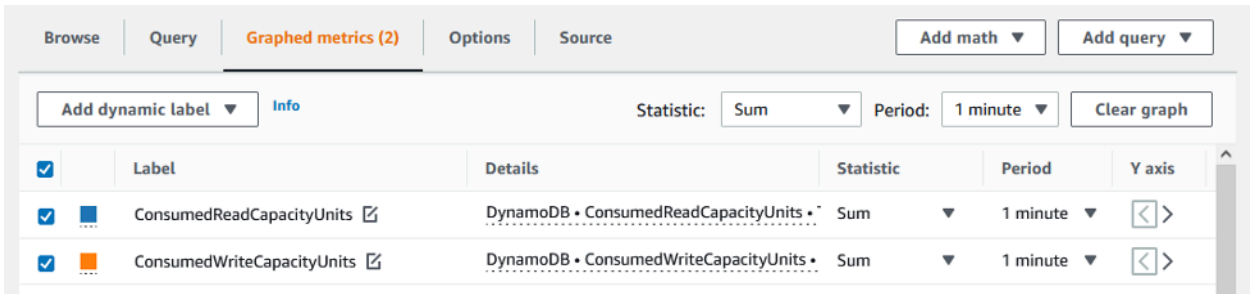 Browse Query Graphed metrics (2) Options Source Add math ▼ Add query ▼
Add dynamic label ▼ Info Statistic: Sum ▼ Period: 1 minute ▼ Clear graph
Label Details Statistic Period Y axis
ConsumedReadCapacityUnits DynamoDB • ConsumedReadCapacityUnits • Sum ▼ 1 minute ▼ < >
ConsumedWriteCapacityUnits DynamoDB • ConsumedWriteCapacityUnits • Sum ▼ 1 minute ▼ < >